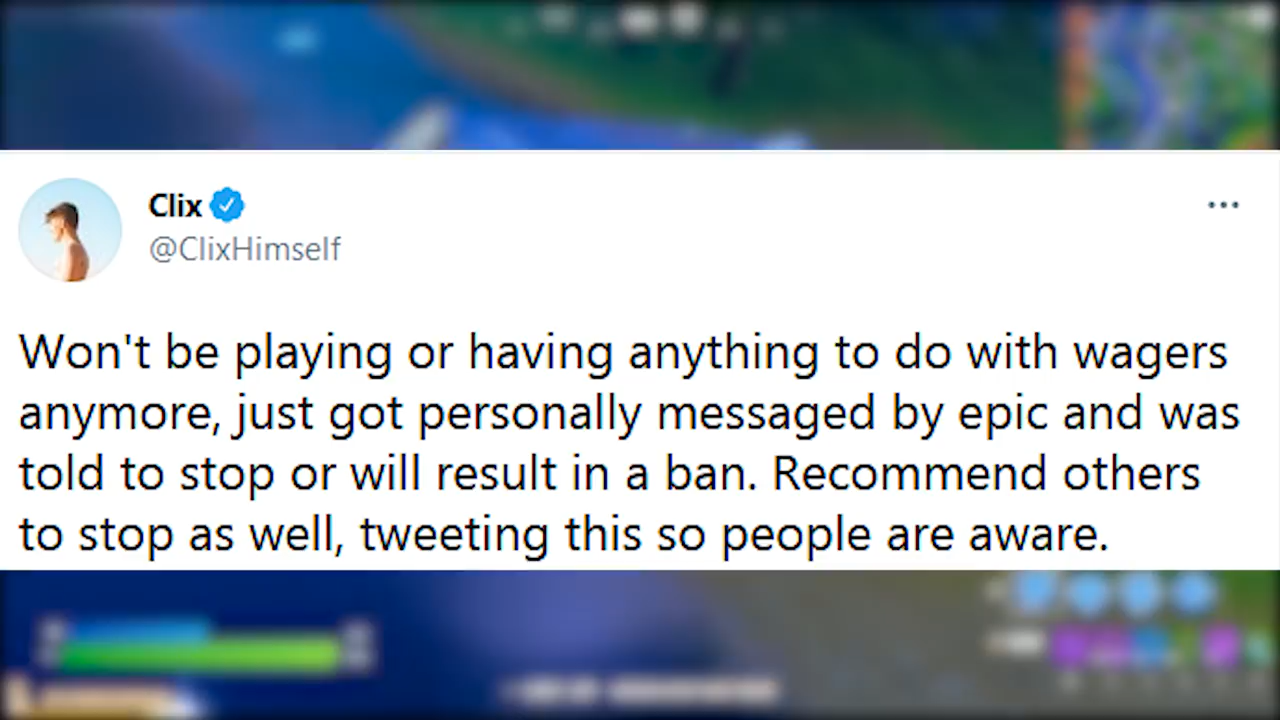 Clix
@ClixHimself
Won't be playing or having anything to do with wagers
anymore, just got personally messaged by epic and was
told to stop or will result in a ban. Recommend others
to stop as well, tweeting this so people are aware.